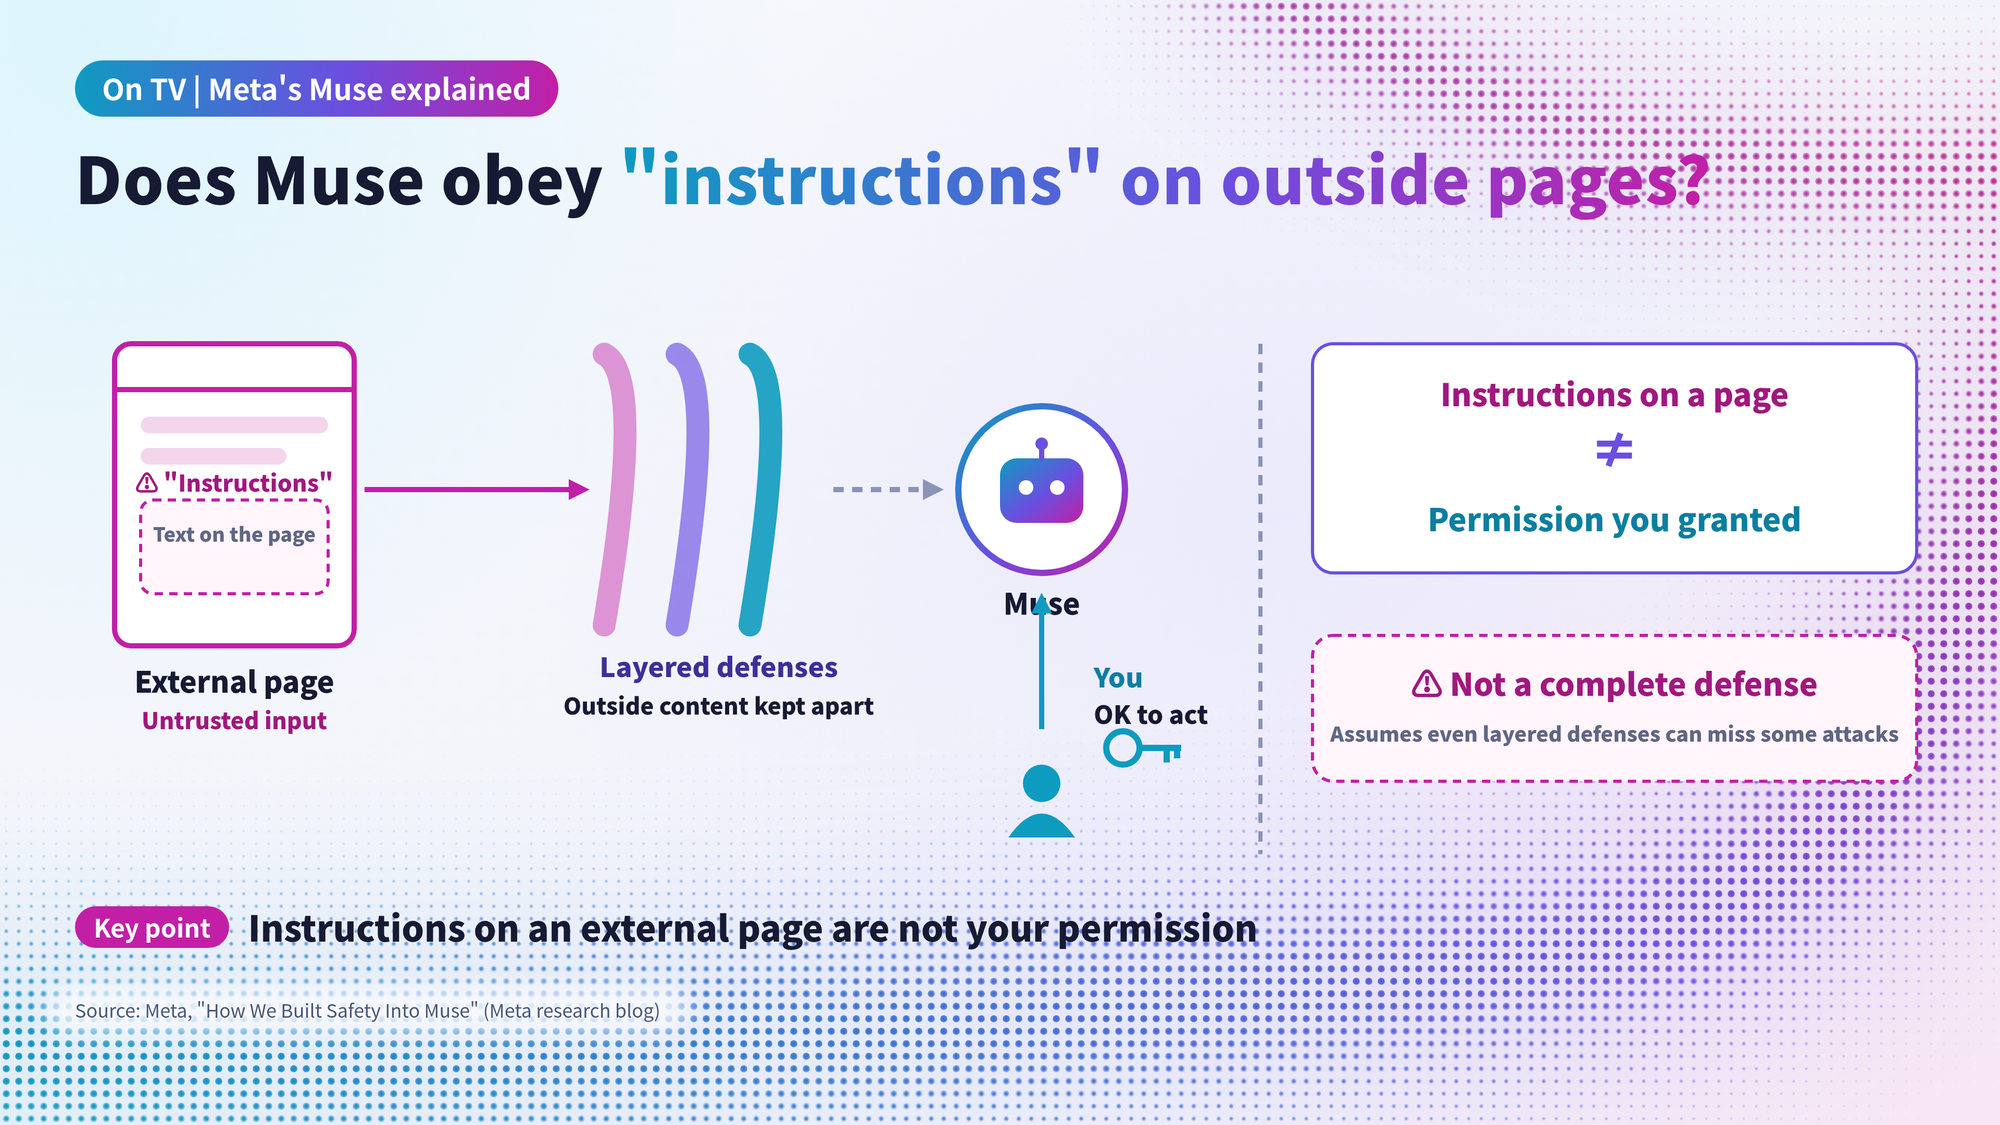 On TV | Meta's Muse explained
Does Muse obey "instructions" on outside pages?
"Instructions"
Text on the page
External page
Untrusted input
Layered defenses
Outside content kept apart
Muse
You
OK to act
Instructions on a page
≠
Permission you granted
Not a complete defense
Assumes even layered defenses can miss some attacks
Key point
Instructions on an external page are not your permission
Source: Meta, "How We Built Safety Into Muse" (Meta research blog)